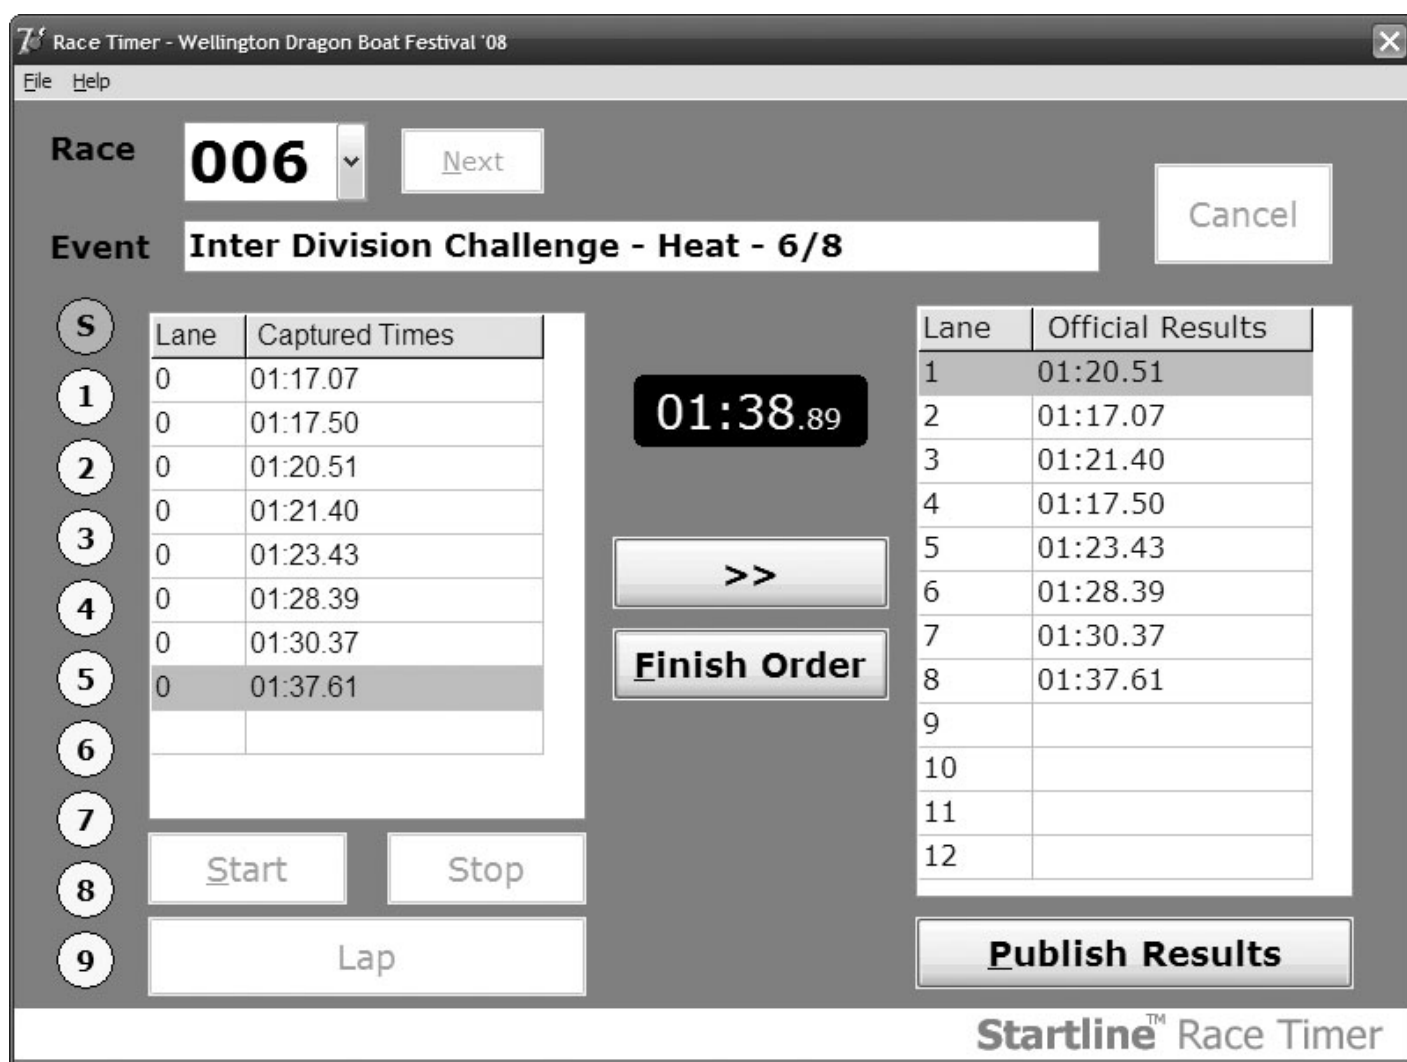 Race Timer - Wellington Dragon Boat Festival '08
File Help
Race 006 Next
Cancel
Event Inter Division Challenge - Heat - 6/8
S
1
2
3
4
5
6
7
8
9
Lane Captured Times
0 01:17.07
0 01:17.50
0 01:20.51
0 01:21.40
0 01:23.43
0 01:28.39
0 01:30.37
0 01:37.61
Start Stop
Lap
01:38.89
>>
Finish Order
Lane Official Results
1 01:20.51
2 01:17.07
3 01:21.40
4 01:17.50
5 01:23.43
6 01:28.39
7 01:30.37
8 01:37.61
9
10
11
12
Publish Results
Startline™ Race Timer